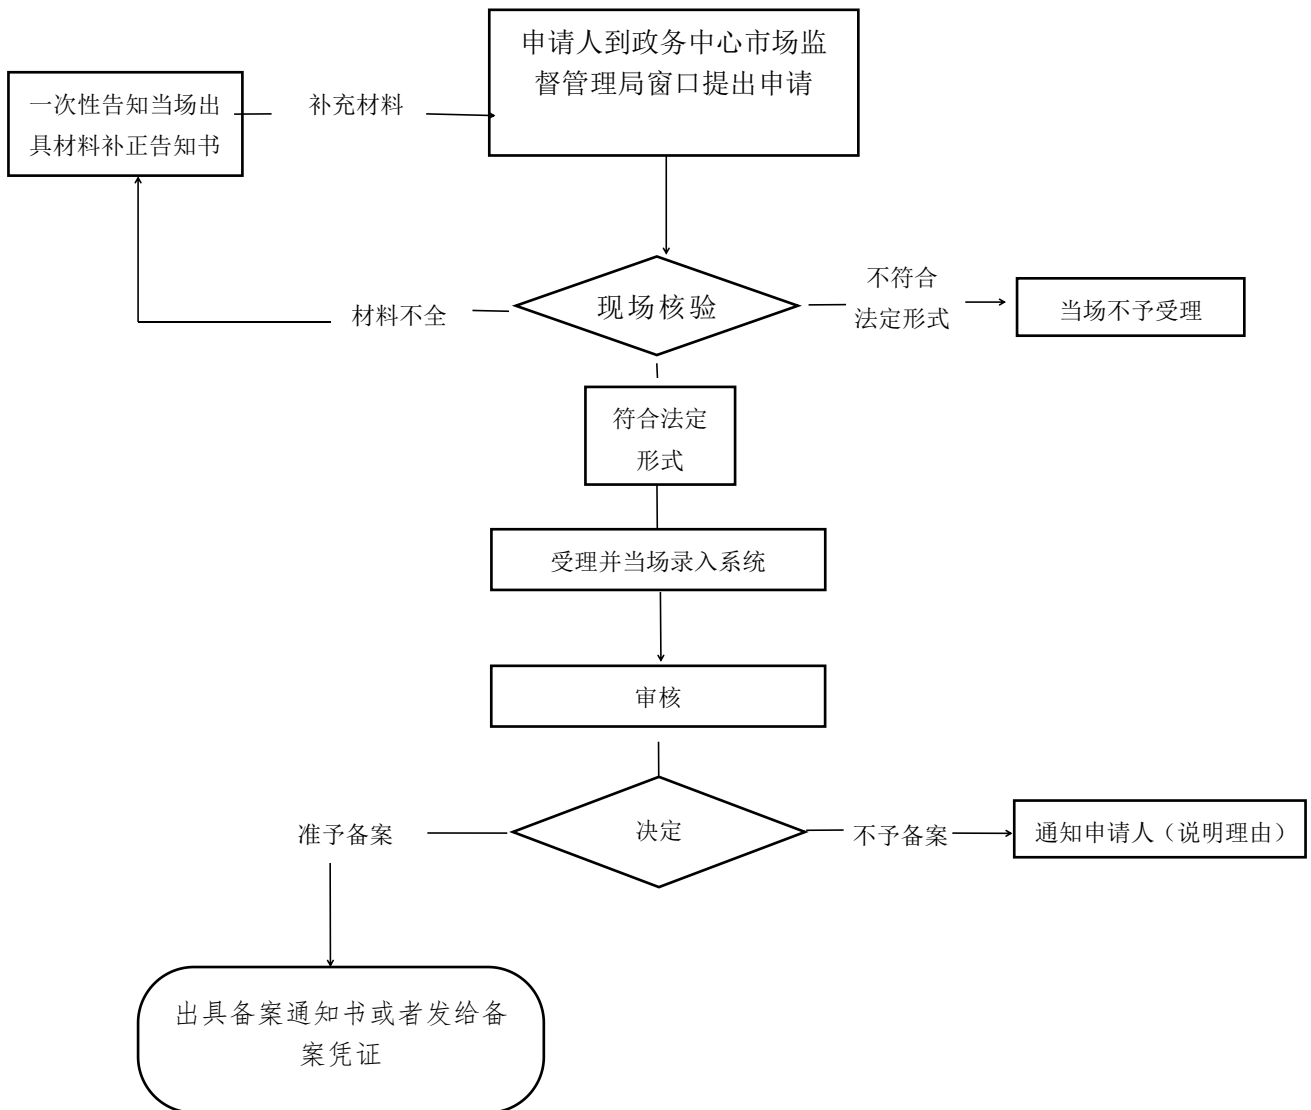 申请人到政务中心市场监
督管理局窗口提出申请
一次性告知当场出
具材料补正告知书
补充材料
不符合
法定形式
材料不全
现场核验
当场不予受理
符合法定
形式
受理并当场录入系统
审核
准予备案
决定
不予备案
通知申请人（说明理由）
出具备案通知书或者发给备
案凭证